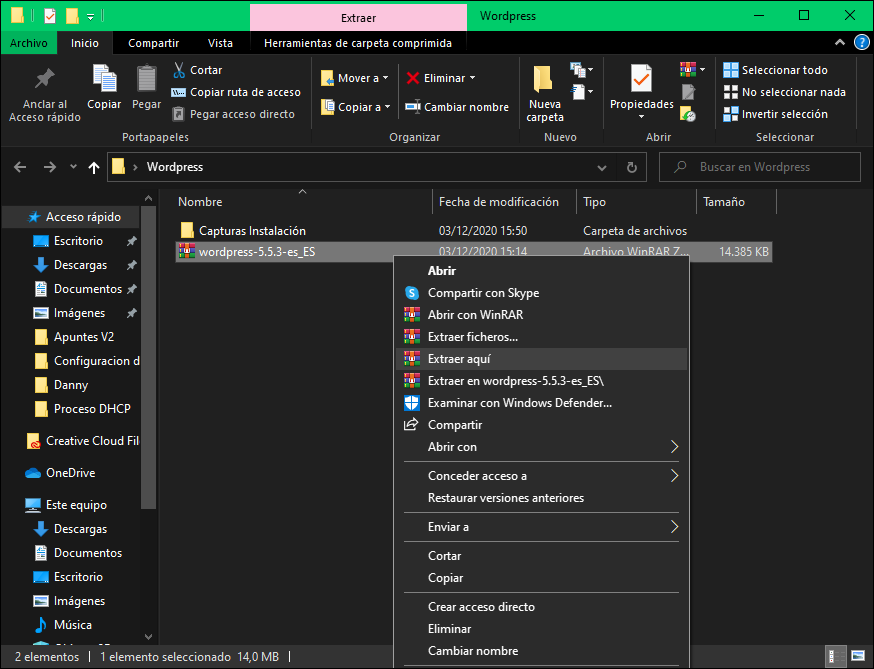 Extraer
Wordpress
Archivo
Inicio
Compartir
Vista
Herramientas de carpeta comprimida
Anclar al
Acceso rápido
Copiar
Pegar
Cortar
Copiar ruta de acceso
Pegar acceso directo
Portapapeles
Mover a
Copiar a
Eliminar
Cambiar nombre
Organizar
Nueva
carpeta
Nuevo
Propiedades
Abrir
Seleccionar todo
No seleccionar nada
Invertir selección
Seleccionar
Wordpress
Buscar en Wordpress
Nombre
Fecha de modificación
Tipo
Tamaño
Capturas Instalación
03/12/2020 15:50
Carpeta de archivos
wordpress-5.5.3-es_ES
03/12/2020 15:14
Archivo WinRAR Z...
14.385 KB
Acceso rápido
Escritorio
Descargas
Documentos
Imágenes
Apuntes V2
Configuracion d
Danny
Proceso DHCP
Creative Cloud Fil
OneDrive
Este equipo
Descargas
Documentos
Escritorio
Imágenes
Música
Abrir
Compartir con Skype
Abrir con WinRAR
Extraer ficheros...
Extraer aquí
Extraer en wordpress-5.5.3-es_ES\
Examinar con Windows Defender...
Compartir
Abrir con
Conceder acceso a
Restaurar versiones anteriores
Enviar a
Cortar
Copiar
Crear acceso directo
Eliminar
Cambiar nombre
2 elementos
1 elemento seleccionado 14,0 MB